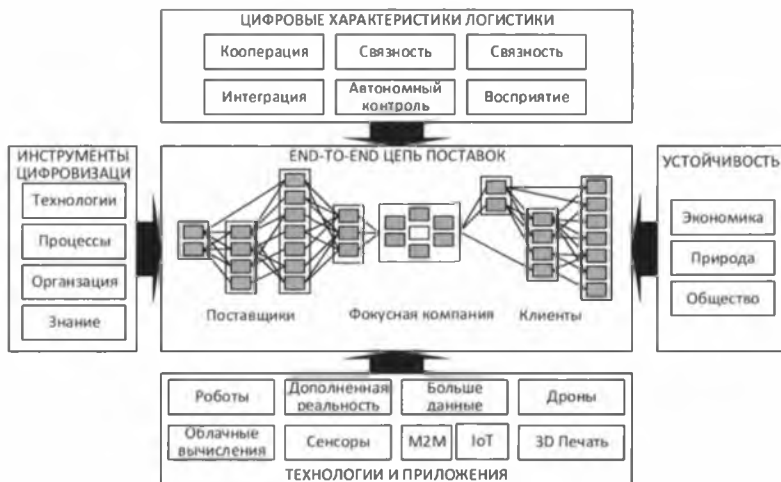 ЦИФРОВЫЕ ХАРАКТЕРИСТИКИ ЛОГИСТИКИ
Кооперация
Связность
Связность
Интеграция
Автономный
контроль
Восприятие
ИНСТРУМЕНТЫ
ЦИФРОВИЗАЦИ
Технологии
Процессы
Органзация
Знание
END-TO-END ЦЕПЬ ПОСТАВОК
Поставщики
Фокусная компания
Клиенты
УСТОЙЧИВОСТЬ
Экономика
Природа
Общество
Роботы
Дополненная
реальность
Больше
данные
Дроны
Облачные
вычисления
Сенсоры
M2M
IoT
3D Печать
ТЕХНОЛОГИИ И ПРИЛОЖЕНИЯ